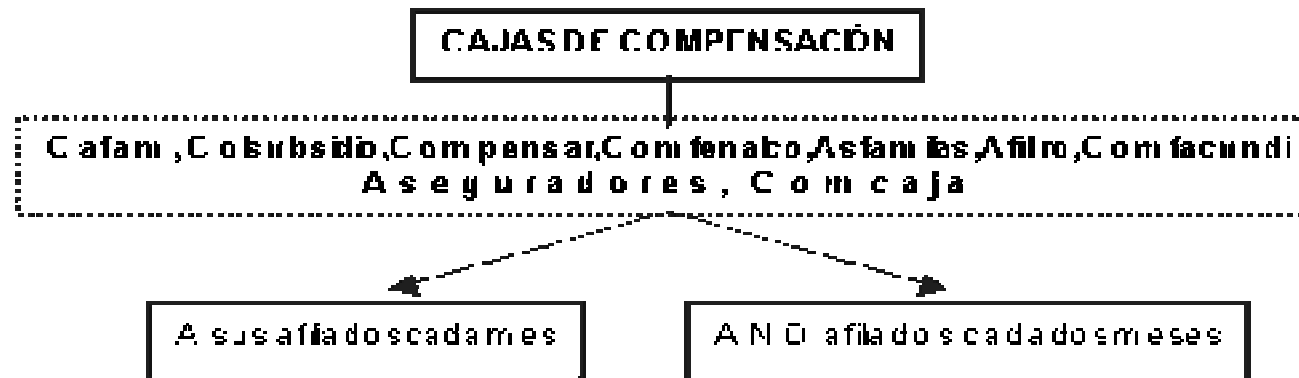 CAJAS DE COMPENSACIÓN
Cafam, Colsubsidio, Compensar, Comfenalco, Asfamilias, Comfacundi
Aseguradores, Comcaja
A sus afiliados cada mes
A NO afiliados cada dos meses